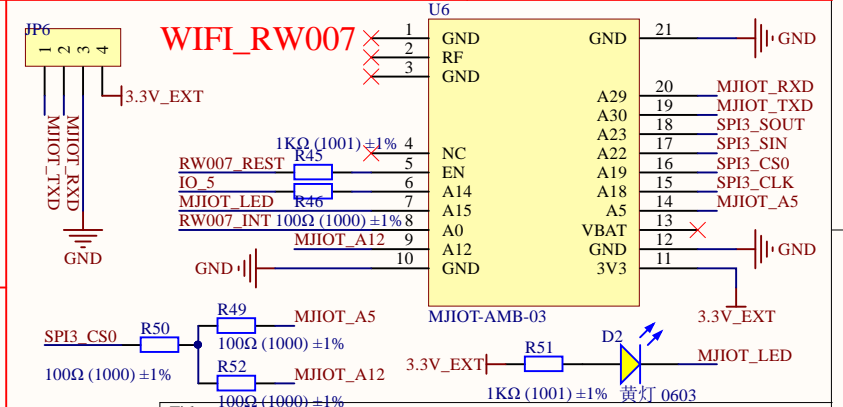 JP6
1
2
3
4
3.3V_EXT
MJIOT_TXD
MJIOT_RXD
GND
WIFI_RW007
U6
1 GND
2 RF
3 GND
4 NC
5 EN
6 A14
7 A15
8 A0
9 A12
10 GND
GND 21
A29 20
A30 19
A23 18
A22 17
A19 16
A18 15
A5 14
VBAT 13
GND 12
3V3 11
MJIOT-AMB-03
1KΩ (1001) ±1%
R45
RW007_REST
IO_5
R46
MJIOT_LED
RW007_INT
100Ω (1000) ±1%
MJIOT_A12
GND
GND
MJIOT_RXD
MJIOT_TXD
SPI3_SOUT
SPI3_SIN
SPI3_CS0
SPI3_CLK
MJIOT_A5
GND
3.3V_EXT
SPI3_CS0
R50
100Ω (1000) ±1%
R49
MJIOT_A5
100Ω (1000) ±1%
R52
MJIOT_A12
100Ω (1000) ±1%
3.3V_EXT
R51
1KΩ (1001) ±1%
D2
MJIOT_LED
黄灯 0603